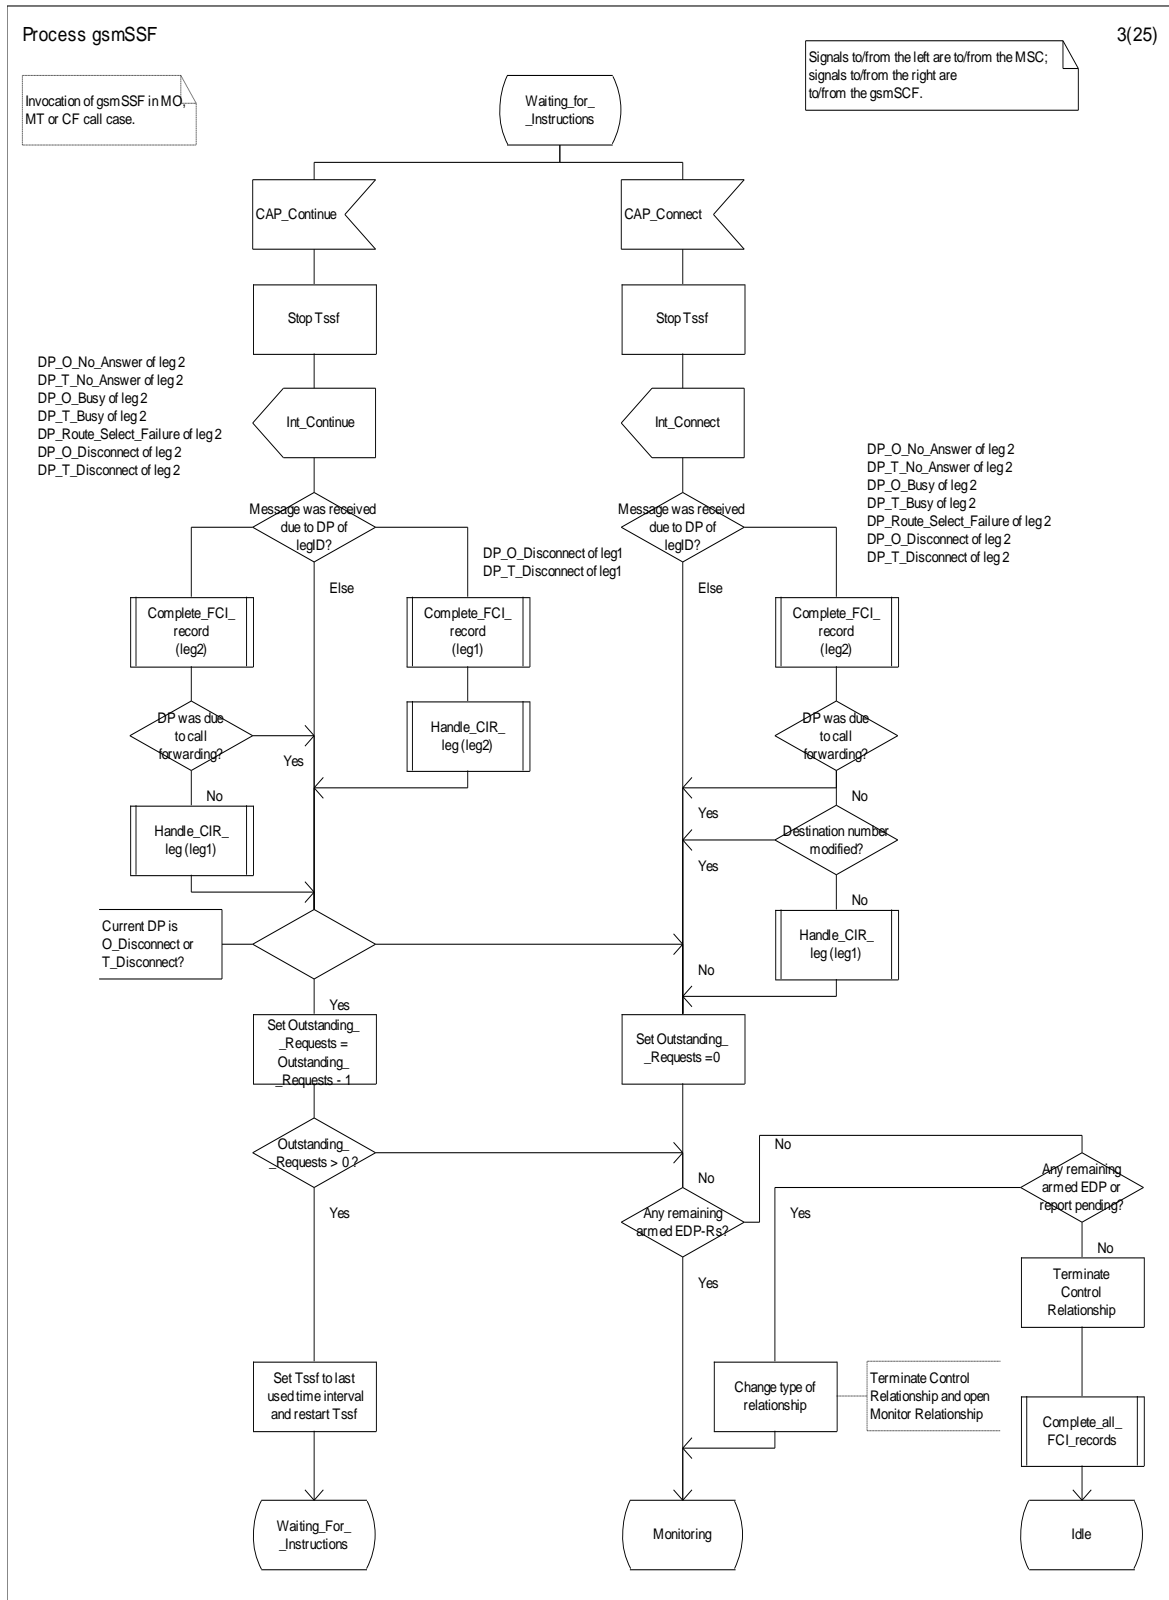 Process gsmSSF
3(25)
Signals to/from the left are to/from the MSC;
signals to/from the right are
to/from the gsmSCF.
Invocation of gsmSSF in MO,
MT or CF call case.
Waiting_for_
_Instructions
CAP_Continue
CAP_Connect
Stop Tssf
Stop Tssf
DP_O_No_Answer of leg 2
DP_T_No_Answer of leg 2
DP_O_Busy of leg 2
DP_T_Busy of leg 2
DP_Route_Select_Failure of leg 2
DP_O_Disconnect of leg 2
DP_T_Disconnect of leg 2
Int_Continue
Int_Connect
DP_O_No_Answer of leg 2
DP_T_No_Answer of leg 2
DP_O_Busy of leg 2
DP_T_Busy of leg 2
DP_Route_Select_Failure of leg 2
DP_O_Disconnect of leg 2
DP_T_Disconnect of leg 2
Message was received
due to DP of
legID?
DP_O_Disconnect of leg1
DP_T_Disconnect of leg1
Message was received
due to DP of
legID?
Else
Else
Complete_FCI_
record
(leg2)
Complete_FCI_
record
(leg1)
Complete_FCI_
record
(leg2)
DP was due
to call
forwarding?
Yes
Handle_CIR_
leg (leg2)
DP was due
to call
forwarding?
No
No
Yes
Handle_CIR_
leg (leg1)
Destination number
modified?
Yes
No
Current DP is
O_Disconnect or
T_Disconnect?
Handle_CIR_
leg (leg1)
No
Yes
Set Outstanding_
_Requests =
Outstanding_
_Requests - 1
Set Outstanding_
_Requests =0
Outstanding_
_Requests > 0 ?
No
No
Any remaining
armed EDP or
report pending?
Yes
Any remaining
armed EDP-Rs?
Yes
No
Yes
Terminate
Control
Relationship
Set Tssf to last
used time interval
and restart Tssf
Change type of
relationship
Terminate Control
Relationship and open
Monitor Relationship
Complete_all_
FCI_records
Waiting_For_
_Instructions
Monitoring
Idle